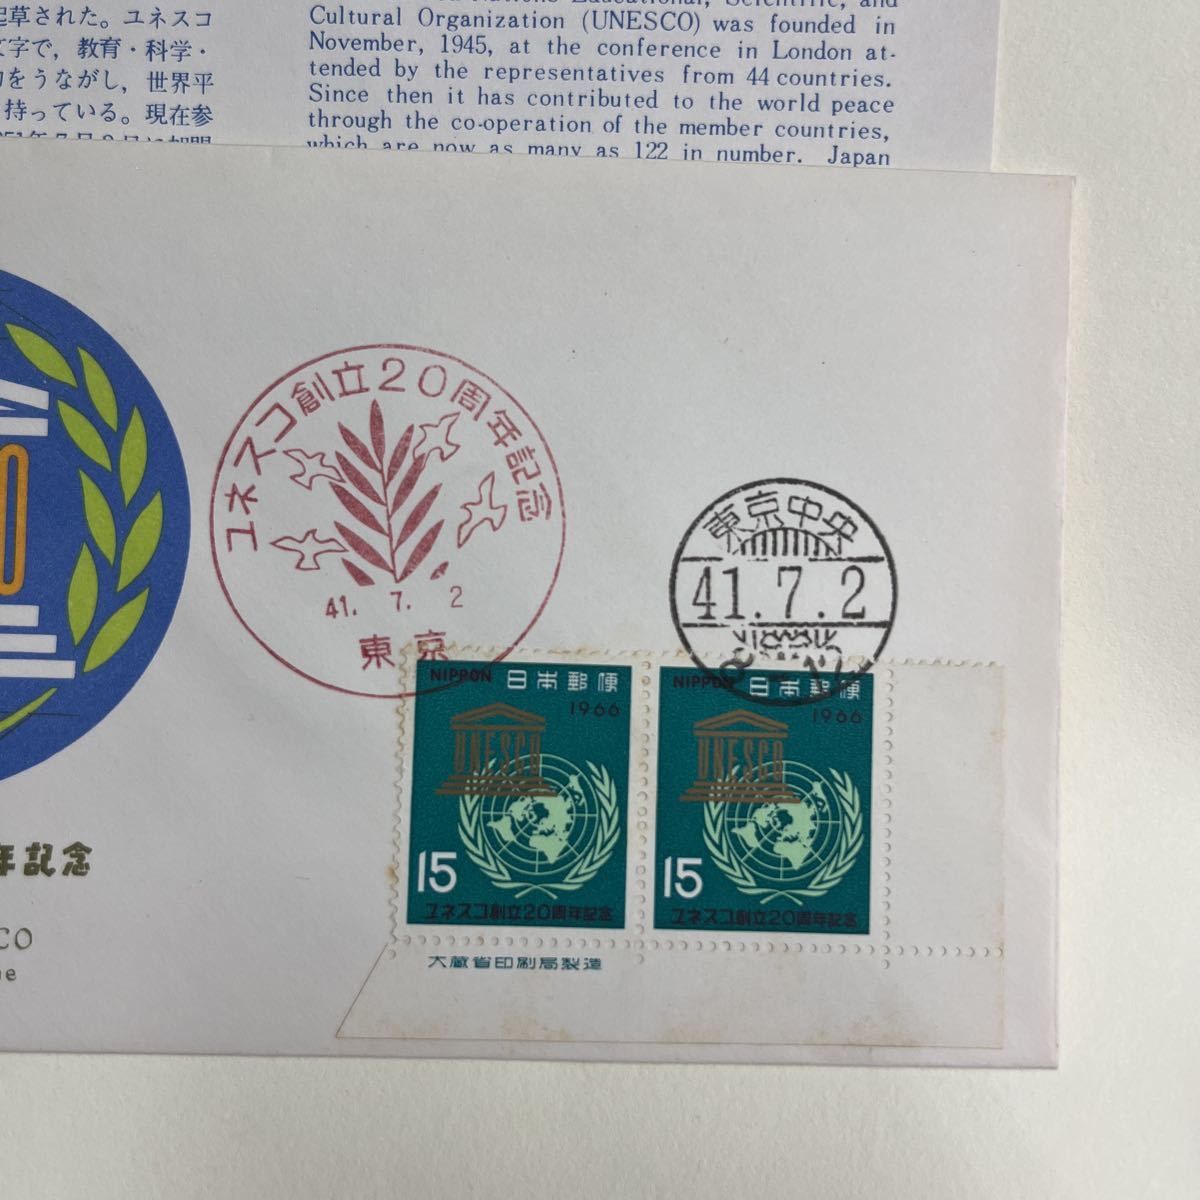 起草された。ユネスコ
文字で，教育・科学・
をうながし，世界平
持っている。現在参
Nations Educational, Scientific, and
Cultural Organization (UNESCO) was founded in
November, 1945, at the conference in London at-
tended by the representatives from 44 countries.
Since then it has contributed to the world peace
through the co-operation of the member countries,
which are now as many as 122 in number. Japan
ユネスコ創立20周年記念
41. 7. 2
東京
東京中央
41.7.2
NIPPON 日本郵便
1966
UNESCO
15
ユネスコ創立20周年記念
NIPPON 日本郵便
1966
UNESCO
15
ユネスコ創立20周年記念
大蔵省印刷局製造
年記念
CO
ne